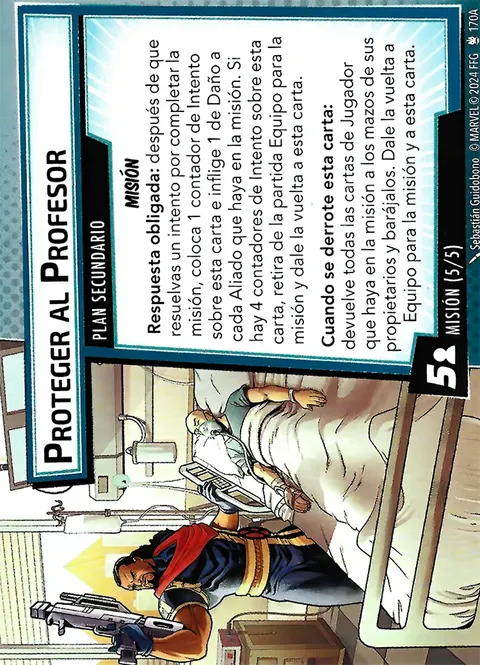 PROTEGER AL PROFESOR
PLAN SECUNDARIO
MISIÓN
Respuesta obligada: después de que
resuelvas un intento por completar la
misión, coloca 1 contador de Intento
sobre esta carta e inflige 1 de Daño a
cada Aliado que haya en la misión. Si
hay 4 contadores de Intento sobre esta
carta, retira de la partida Equipo para la
misión y dale la vuelta a esta carta.
Cuando se derrote esta carta:
devuelve todas las cartas de Jugador
que haya en la misión a los mazos de sus
propietarios y barájalos. Dale la vuelta a
Equipo para la misión y a esta carta.
5
MISIÓN (5/5)
Sebastián Guidobono © MARVEL © 2024 FFG 170A